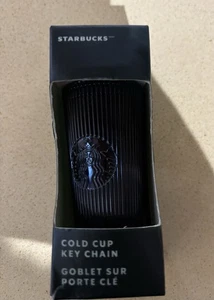 STARBUCKS
COLD CUP
KEY CHAIN
GOBLET SUR
PORTE CLÉ